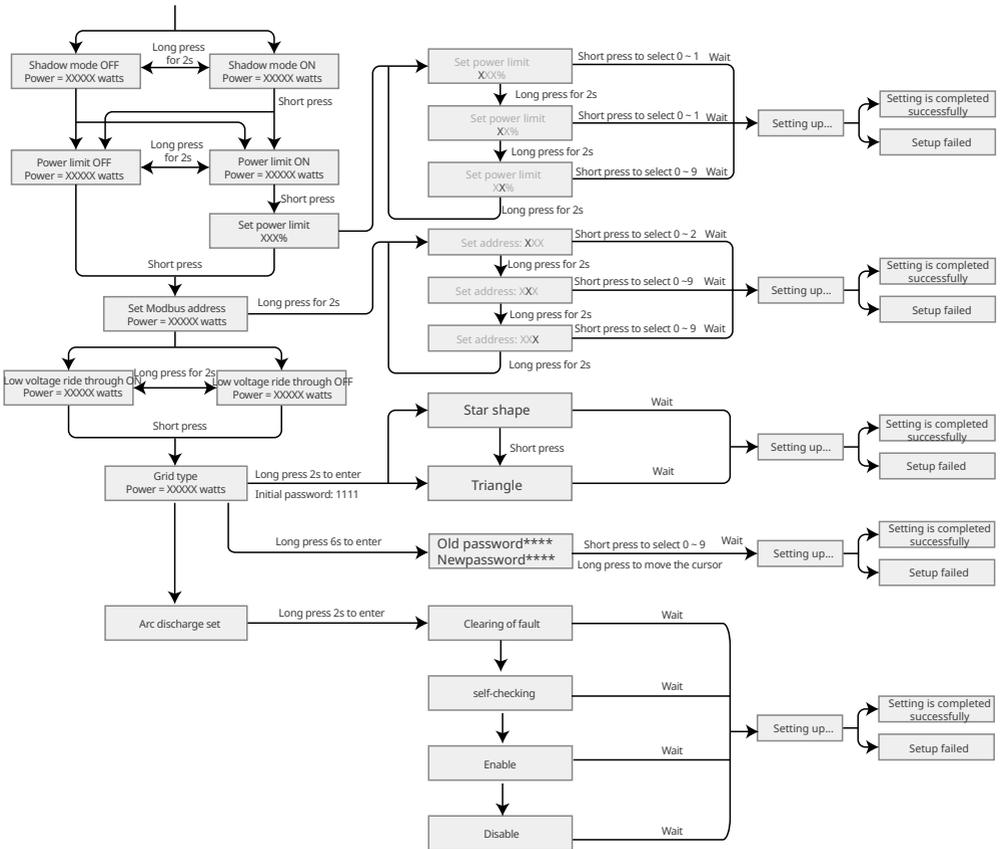 Shadow mode OFF
Power = XXXXX watts
Long press
for 2s
Shadow mode ON
Power = XXXXX watts
Short press
Power limit OFF
Power = XXXXX watts
Long press
for 2s
Power limit ON
Power = XXXXX watts
Short press
Set power limit
XXX%
Short press
Set power limit
XXX%
Short press to select 0 ~ 1
Wait
Long press for 2s
Set power limit
XX%
Short press to select 0 ~ 1
Wait
Long press for 2s
Set power limit
XX%
Short press to select 0 ~ 9
Wait
Long press for 2s
Setting up...
Setting is completed
successfully
Setup failed
Set Modbus address
Power = XXXXX watts
Long press for 2s
Set address: XXX
Short press to select 0 ~ 2
Wait
Long press for 2s
Set address: XXX
Short press to select 0 ~9
Wait
Long press for 2s
Set address: XXX
Short press to select 0 ~ 9
Wait
Long press for 2s
Setting up...
Setting is completed
successfully
Setup failed
Low voltage ride through ON
Power = XXXXX watts
Long press for 2s
Low voltage ride through OFF
Power = XXXXX watts
Short press
Grid type
Power = XXXXX watts
Long press 2s to enter
Initial password: 1111
Star shape
Wait
Short press
Triangle
Wait
Setting up...
Setting is completed
successfully
Setup failed
Long press 6s to enter
Old password****
Newpassword****
Short press to select 0 ~ 9
Wait
Long press to move the cursor
Setting up...
Setting is completed
successfully
Setup failed
Arc discharge set
Long press 2s to enter
Clearing of fault
Wait
self-checking
Wait
Enable
Wait
Disable
Wait
Setting up...
Setting is completed
successfully
Setup failed